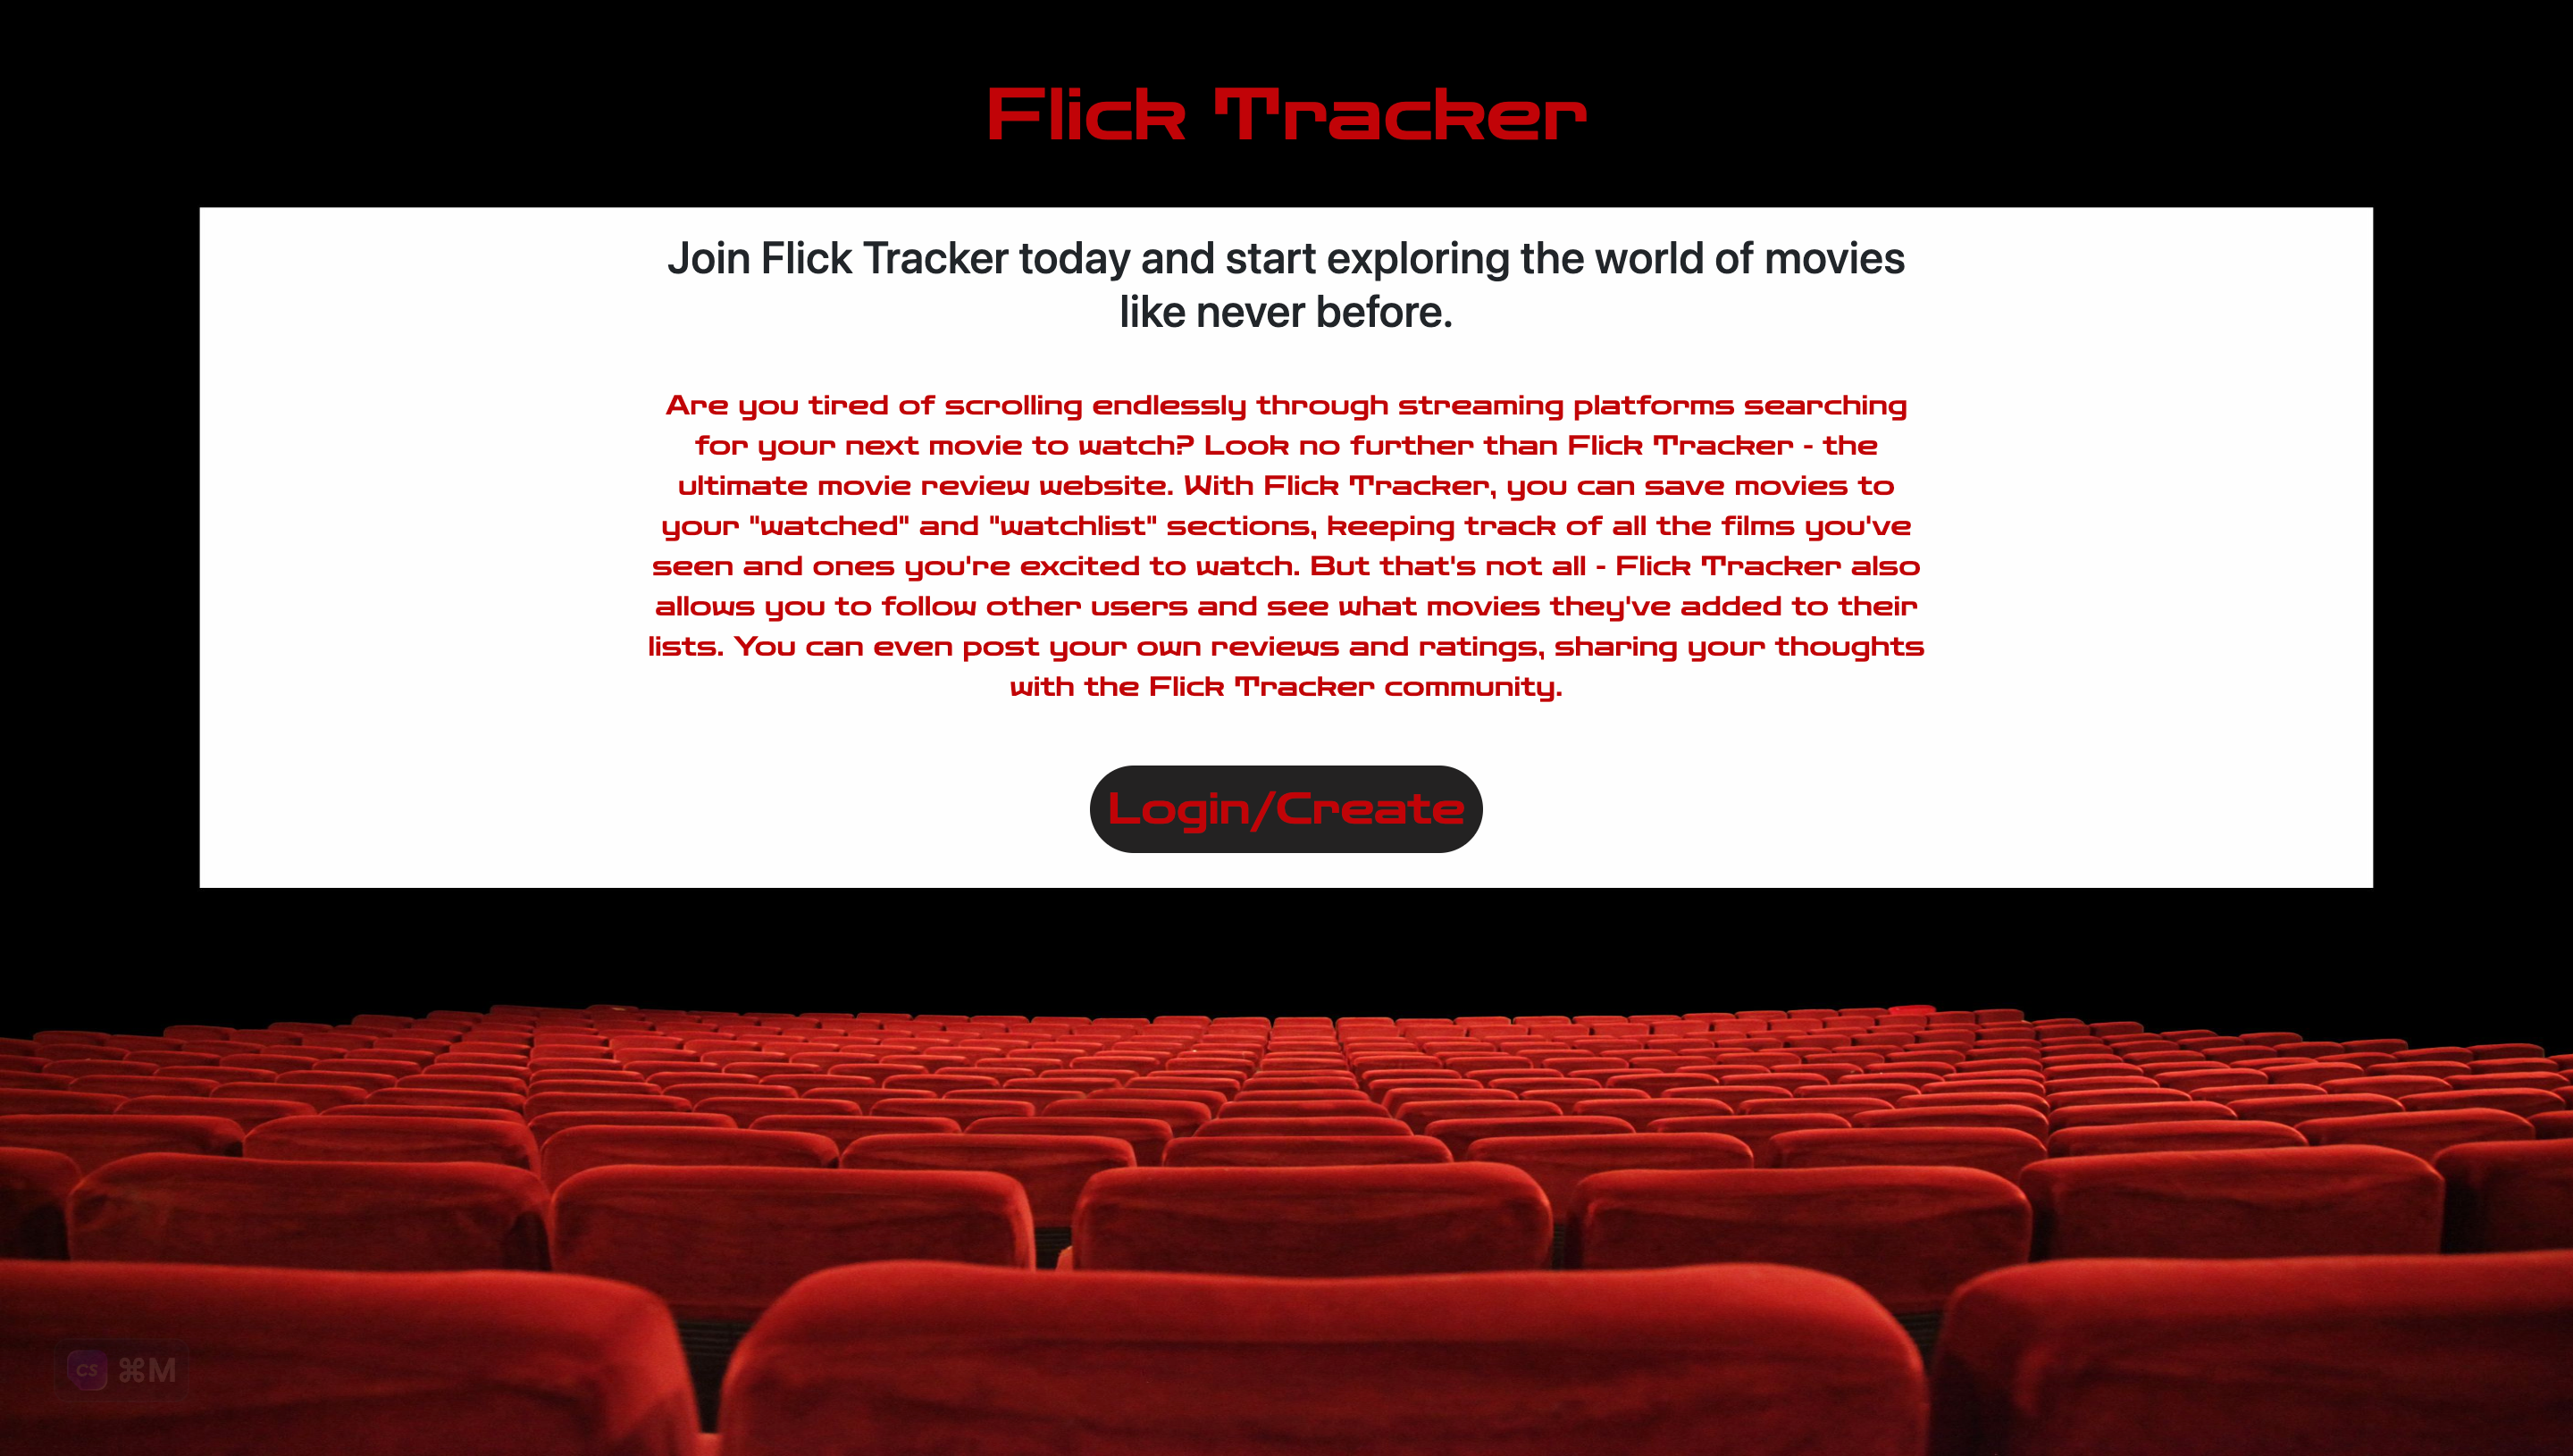 Flick Tracker
Join Flick Tracker today and start exploring the world of movies
like never before.
Are you tired of scrolling endlessly through streaming platforms searching
for your next movie to watch? Look no further than Flick Tracker - the
ultimate movie review website. With Flick Tracker, you can save movies to
your "watched" and "watchlist" sections, keeping track of all the films you've
seen and ones you're excited to watch. But that's not all - Flick Tracker also
allows you to follow other users and see what movies they've added to their
lists. You can even post your own reviews and ratings, sharing your thoughts
with the Flick Tracker community.
Login/Create
CS ⌘M